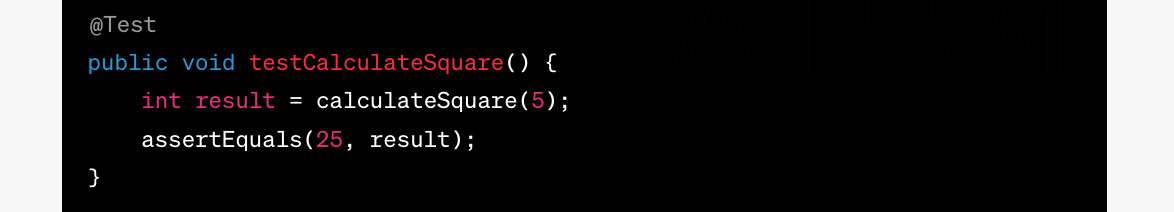 @Test
public void testCalculateSquare() {
    int result = calculateSquare(5);
    assertEquals(25, result);
}